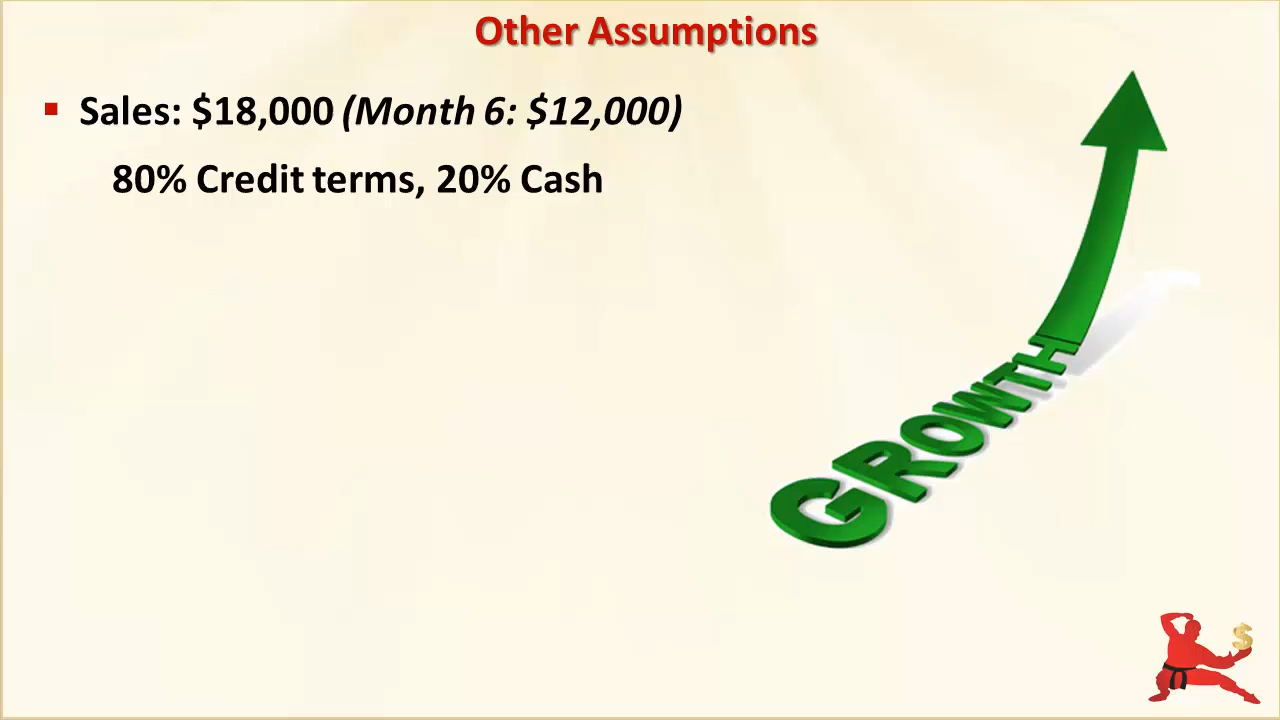 Other Assumptions
Sales: $18,000 (Month 6: $12,000)
80% Credit terms, 20% Cash
GROWTH
$